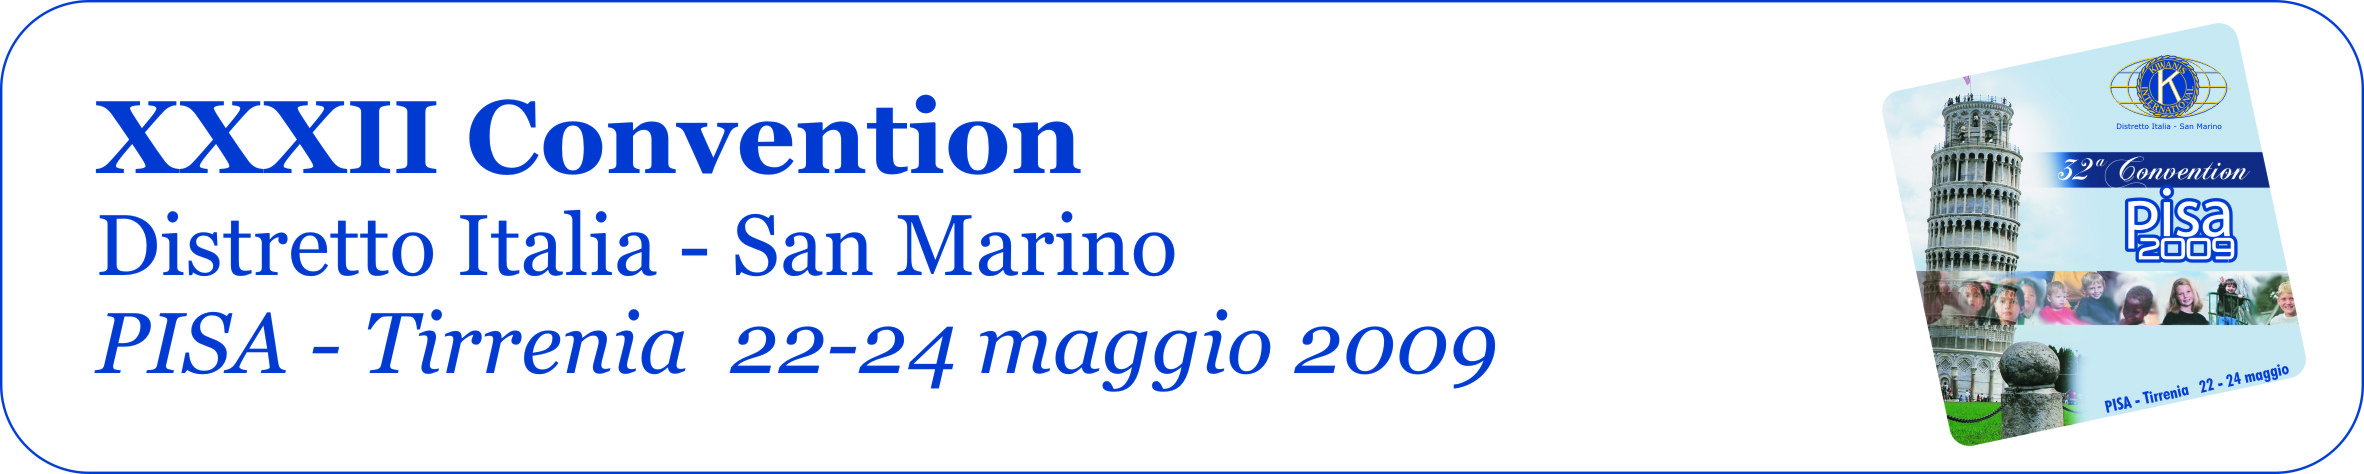 XXXII Convention
Distretto Italia - San Marino
PISA - Tirrenia 22-24 maggio 2009
KIWANIS
K
INTERNATIONAL
Distretto Italia - San Marino
32ª Convention
pisa
2009
PISA - Tirrenia 22 - 24 maggio